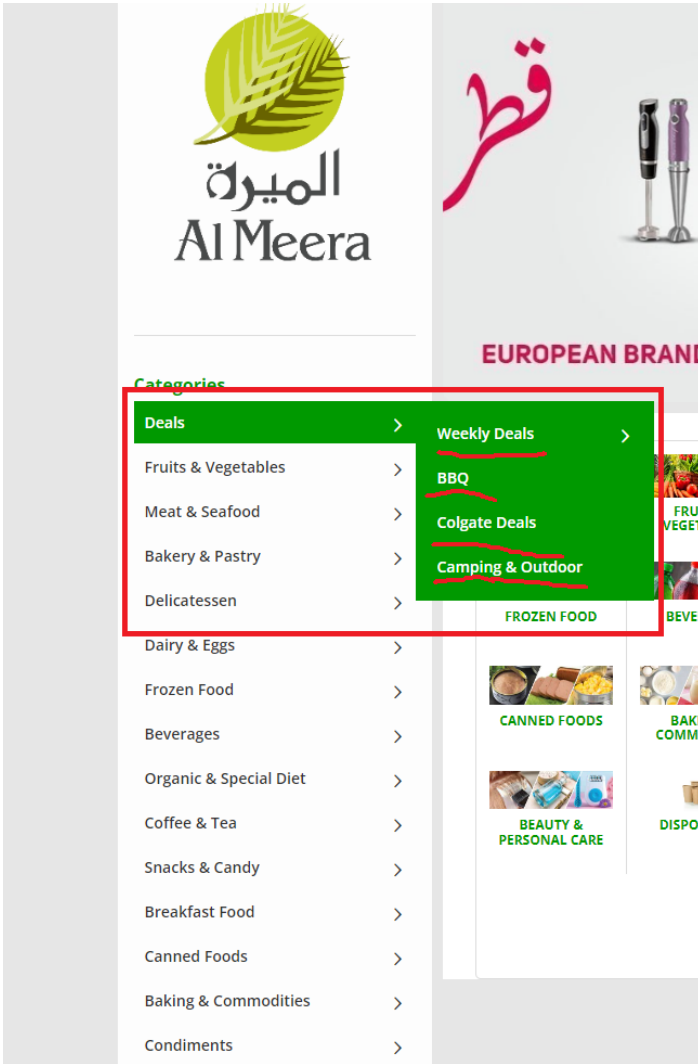 الميرة
Al Meera
قطر
EUROPEAN
Categories
Deals
Fruits & Vegetables
Meat & Seafood
Bakery & Pastry
Delicatessen
Dairy & Eggs
Frozen Food
Beverages
Organic & Special Diet
Coffee & Tea
Snacks & Candy
Breakfast Food
Canned Foods
Baking & Commodities
Condiments
Weekly Deals
BBQ
Colgate Deals
Camping & Outdoor
FROZEN FOOD
CANNED FOODS
BEAUTY &
PERSONAL CARE